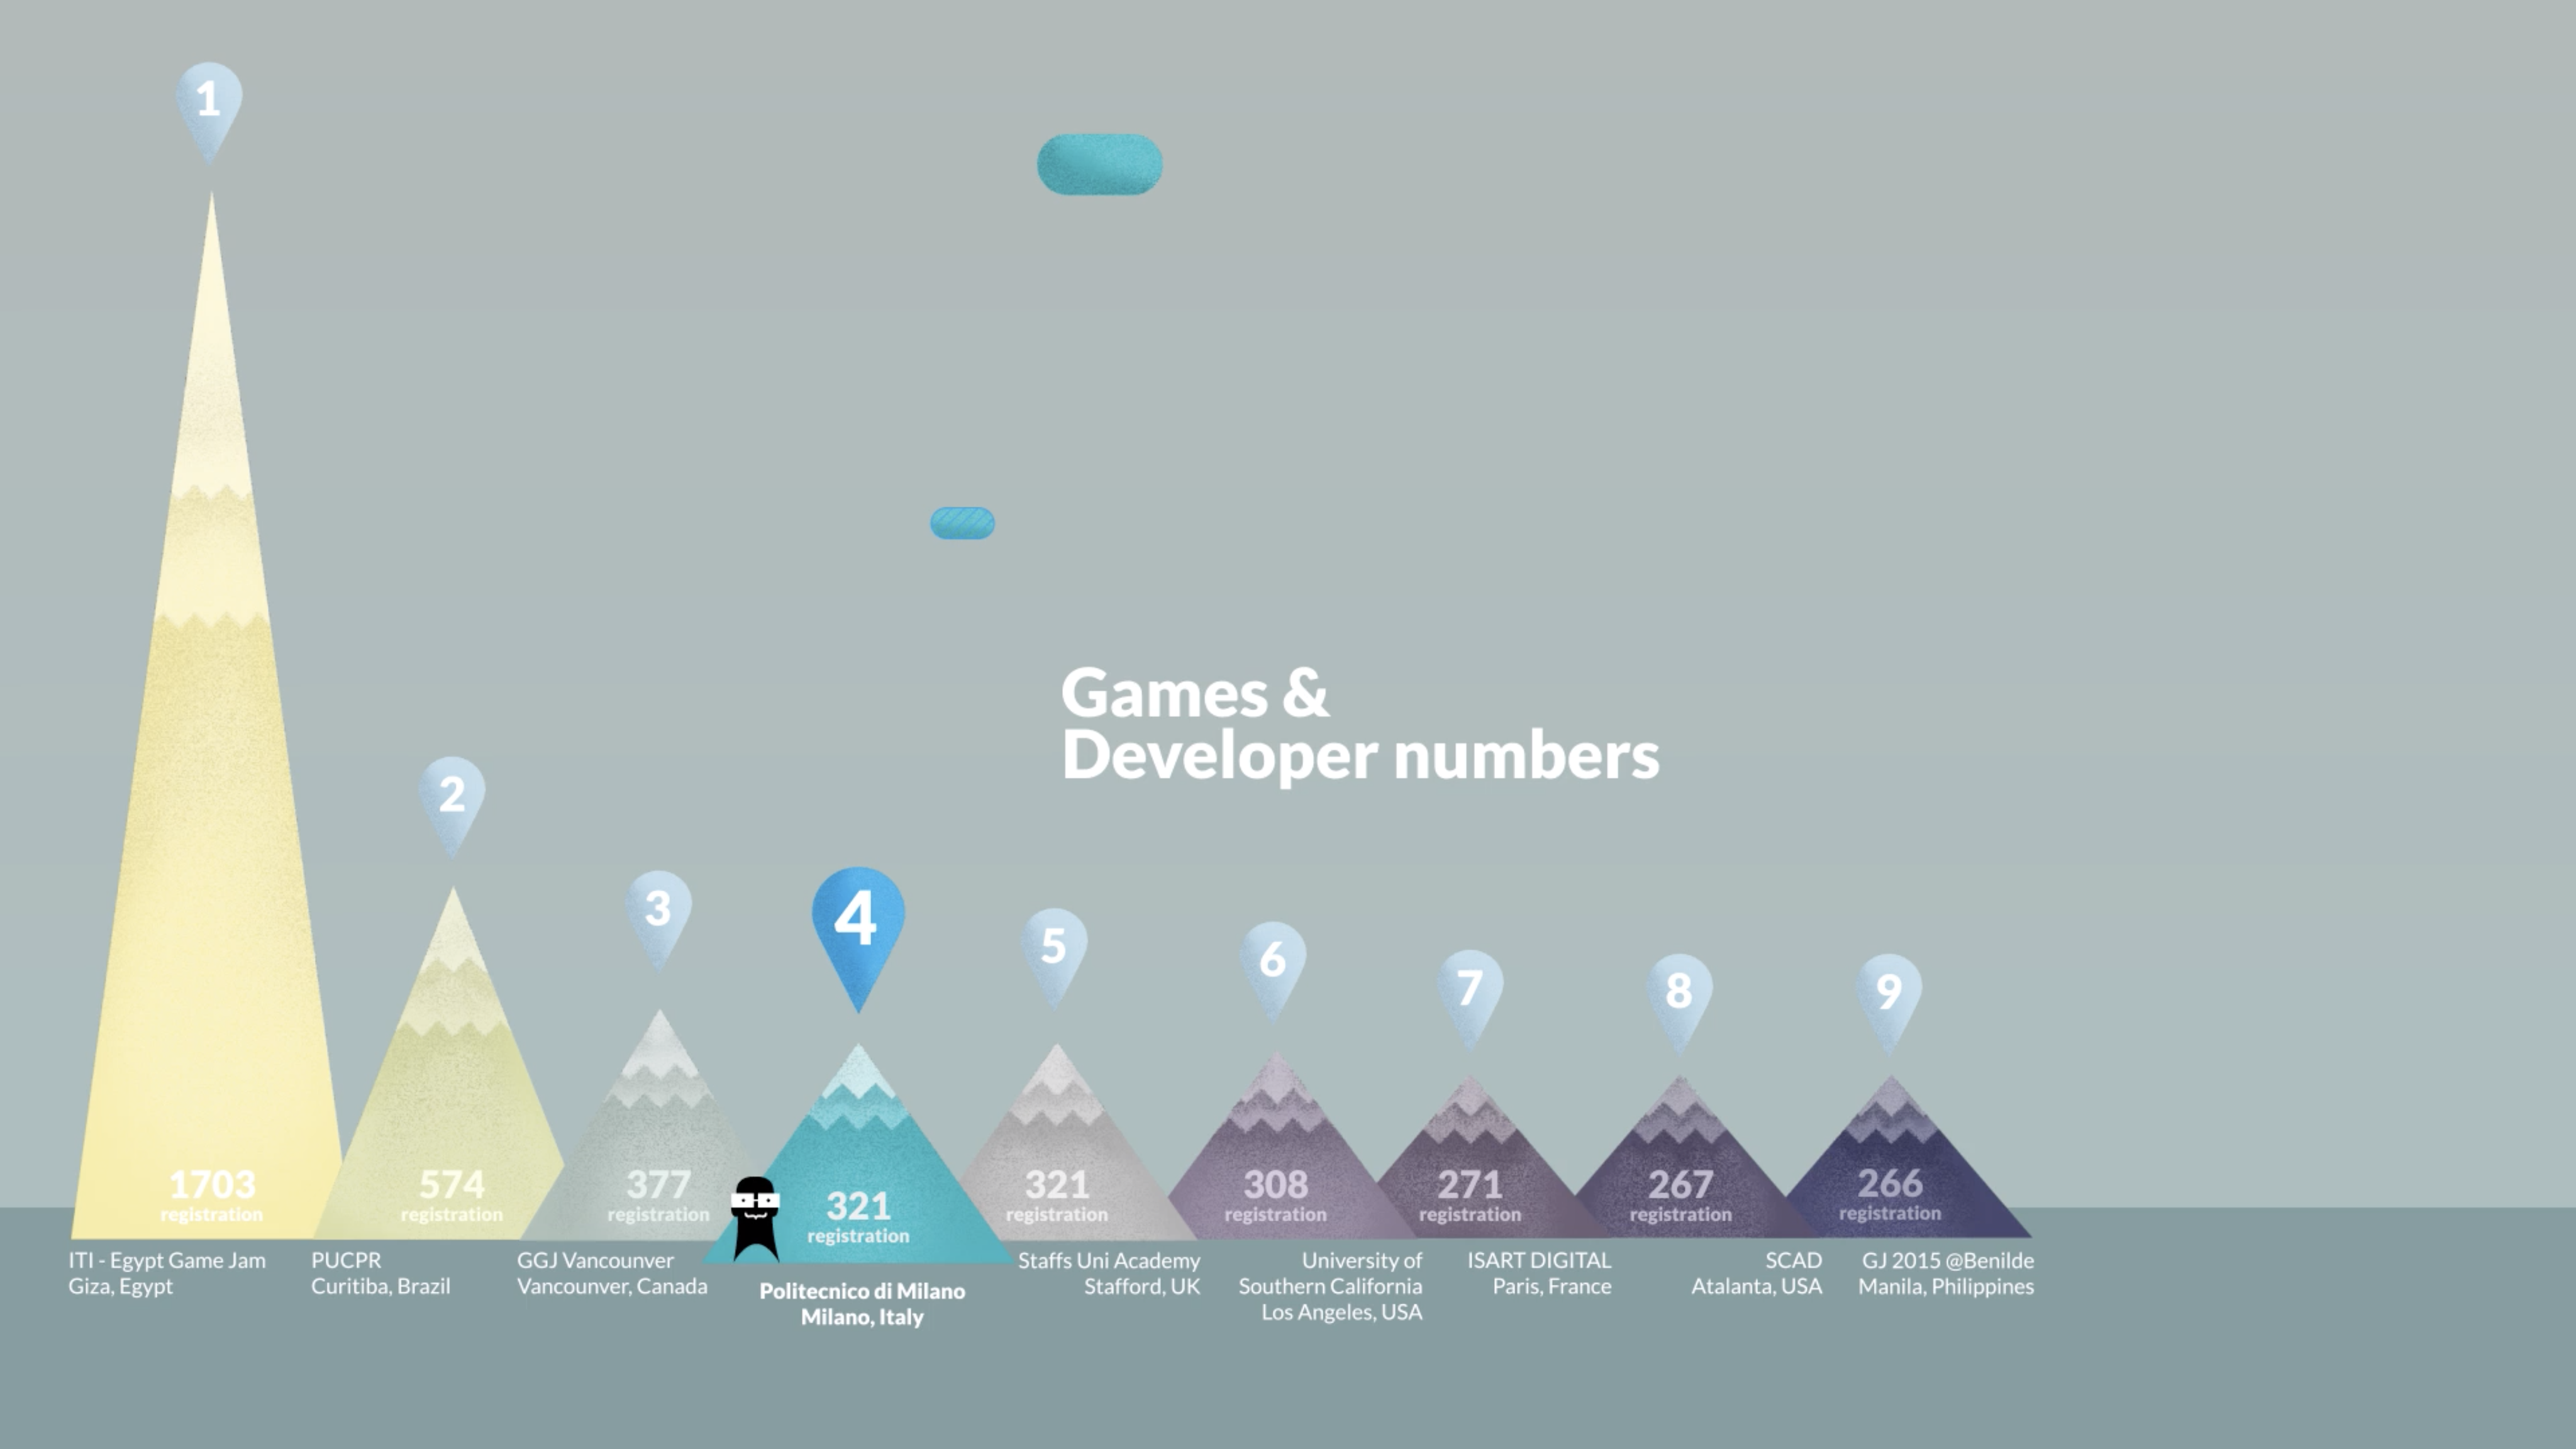 1
2
3
4
5
6
7
8
9
Games &
Developer numbers
1703
registration
574
registration
377
registration
321
registration
321
registration
308
registration
271
registration
267
registration
266
registration
ITI - Egypt Game Jam
Giza, Egypt
PUCPR
Curitiba, Brazil
GGJ Vancounver
Vancounver, Canada
Politecnico di Milano
Milano, Italy
Staffs Uni Academy
Stafford, UK
University of
Southern California
Los Angeles, USA
ISART DIGITAL
Paris, France
SCAD
Atalanta, USA
GJ 2015 @Benilde
Manila, Philippines